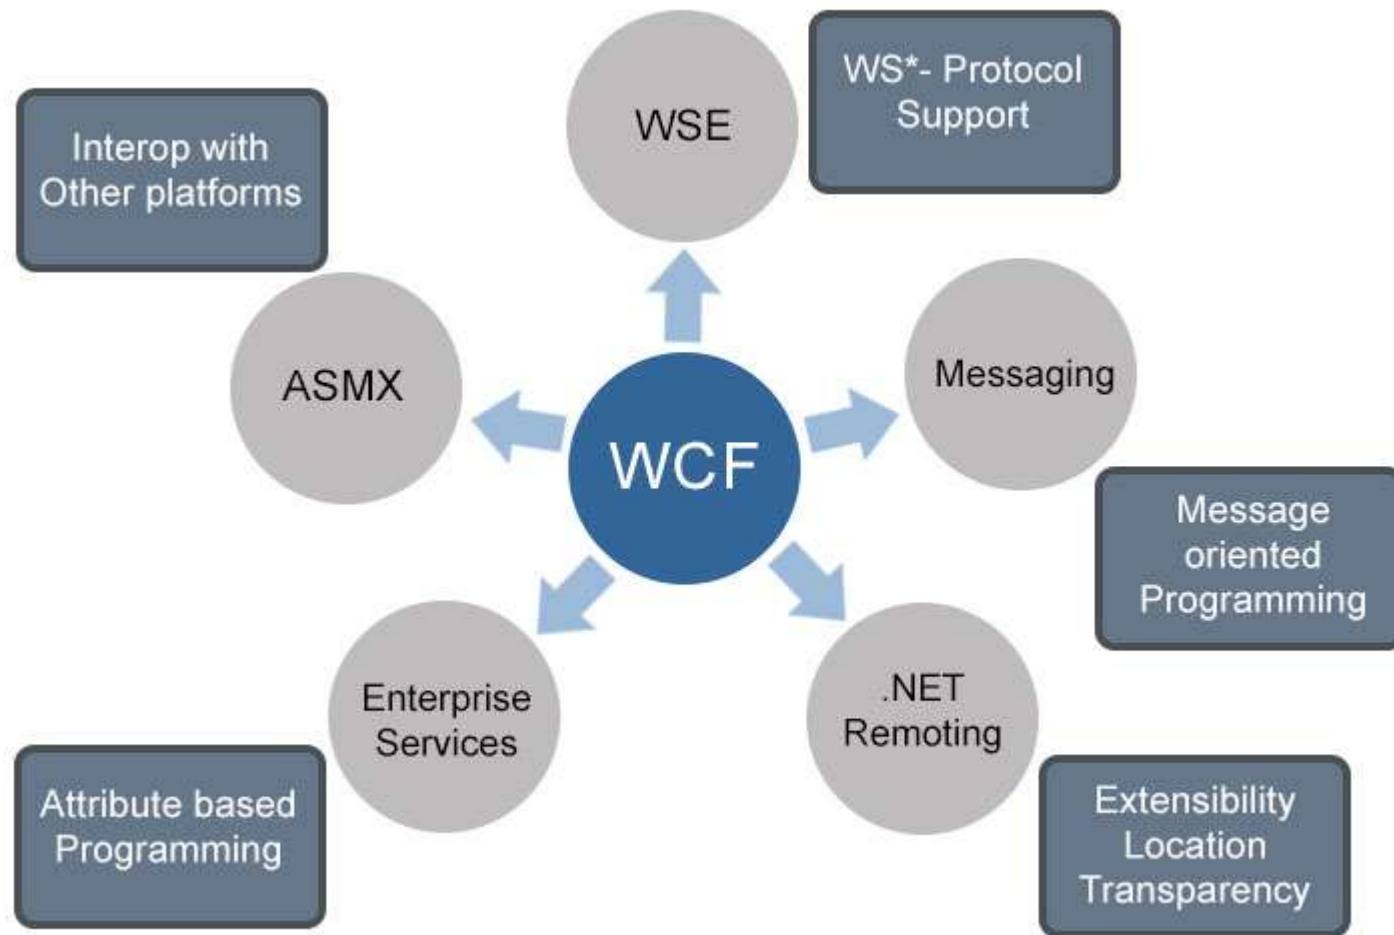 WSE
WS*- Protocol
Support
Interop with
Other platforms
ASMX
Messaging
WCF
Message
oriented
Programming
Enterprise
Services
.NET
Remoting
Attribute based
Programming
Extensibility
Location
Transparency